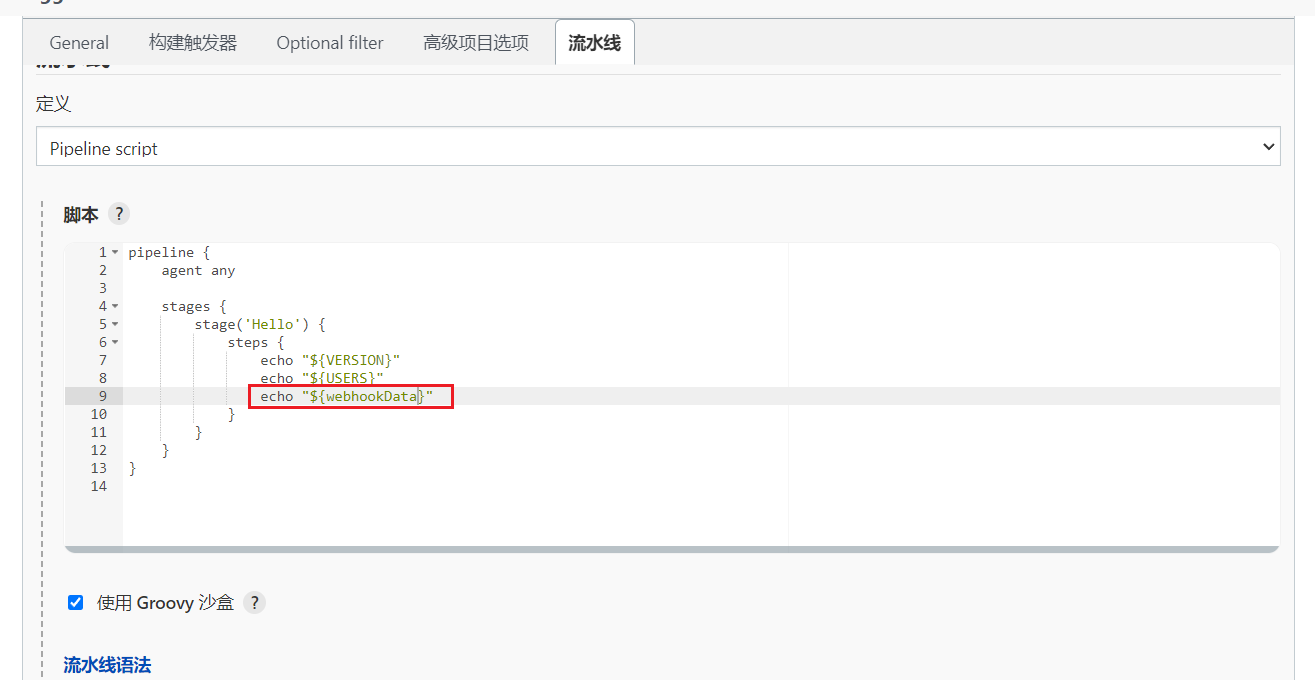 General 构建触发器 Optional filter 高级项目选项 流水线
定义
Pipeline script
脚本 ?
1 pipeline {
2     agent any
3
4     stages {
5         stage('Hello') {
6             steps {
7                 echo "${VERSION}"
8                 echo "${USERS}"
9                 echo "${webhookData}"
10             }
11         }
12     }
13 }
14
使用 Groovy 沙盒 ?
流水线语法